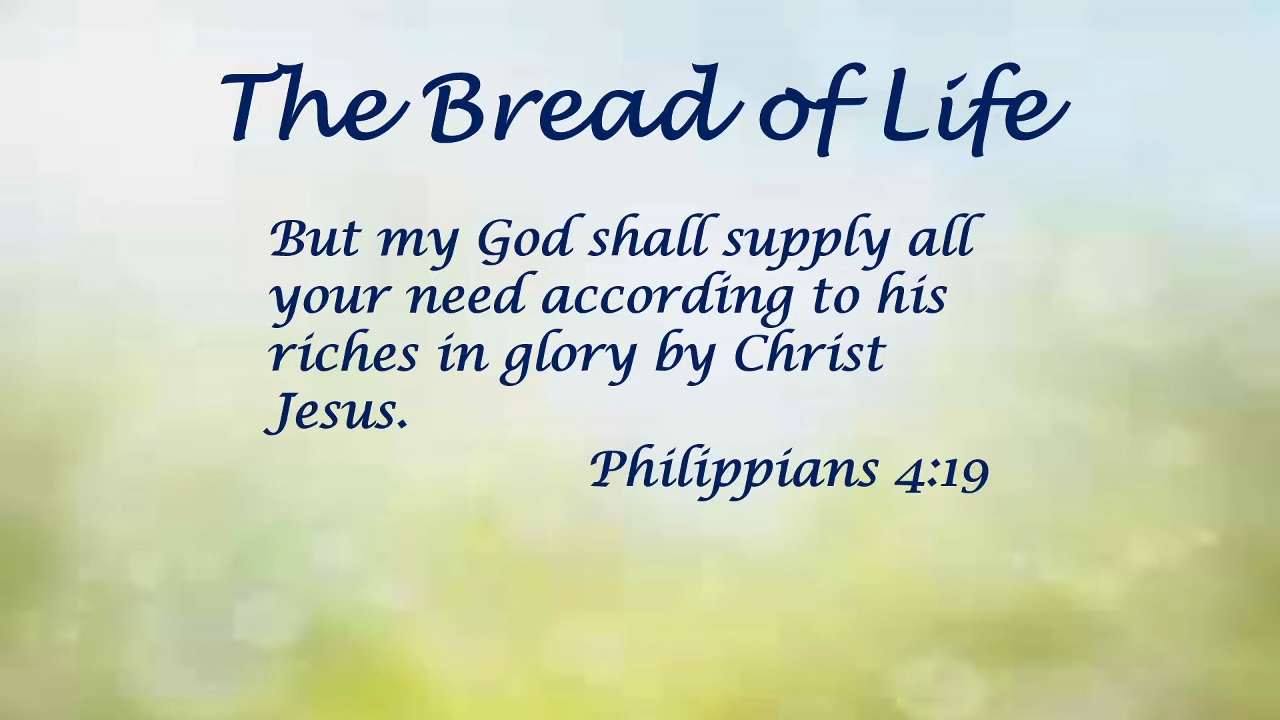 The Bread of Life
But my God shall supply all
your need according to his
riches in glory by Christ
Jesus.
Philippians 4:19